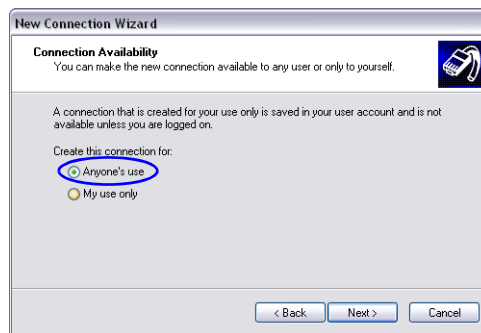 New Connection Wizard
Connection Availability
You can make the new connection available to any user or only to yourself.
A connection that is created for your use only is saved in your user account and is not
available unless you are logged on.
Create this connection for:
Anyone's use
My use only
< Back Next > Cancel